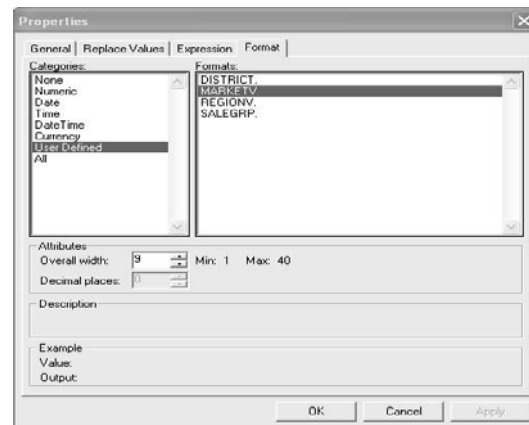 Properties
General Replace Values Expression Format
Categories:
None
Numeric
Date
Time
DateTime
Currency
User Defined
All
Formats:
DISTRICT.
MARKETV.
REGIONV.
SALEGRP.
Attributes
Overall width: 9 Min: 1 Max: 40
Decimal places: 0
Description
Example
Value:
Output:
OK Cancel Apply